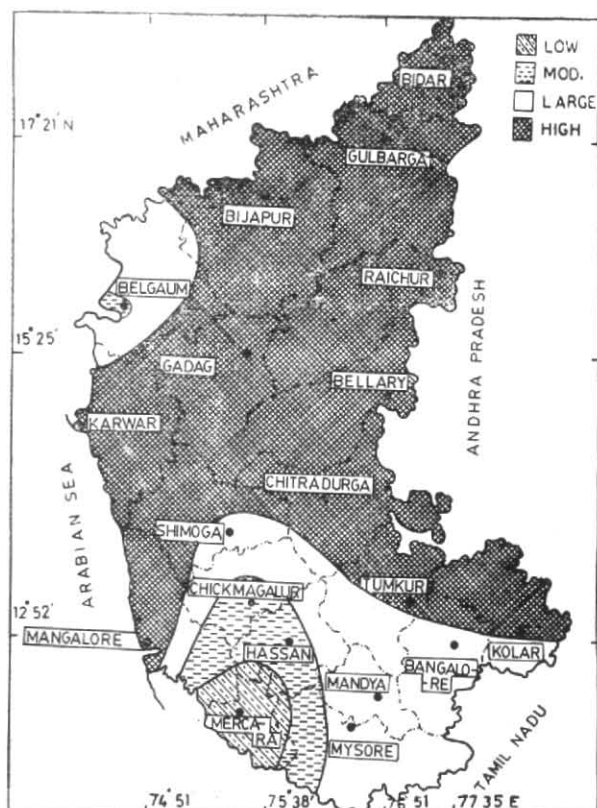 LOW
MOD.
LARGE
HIGH
MAHARASHTRA
BIDAR
17°21' N
GULBARGA
BIJAPUR
RAICHUR
BELGAUM
ANDHRA PRADESH
15°25'
GADAG
BELLARY
KARWAR
CHITRADURGA
ARABIAN SEA
SHIMOGA
CHICKMAGALUR
TUMKUR
12°52'
MANGALORE
HASSAN
KOLAR
BANGALO-
-RE
MANDYA
MERCA-
RA
MYSORE
TAMIL NADU
74°51
75°38'
76°51
77°35 E